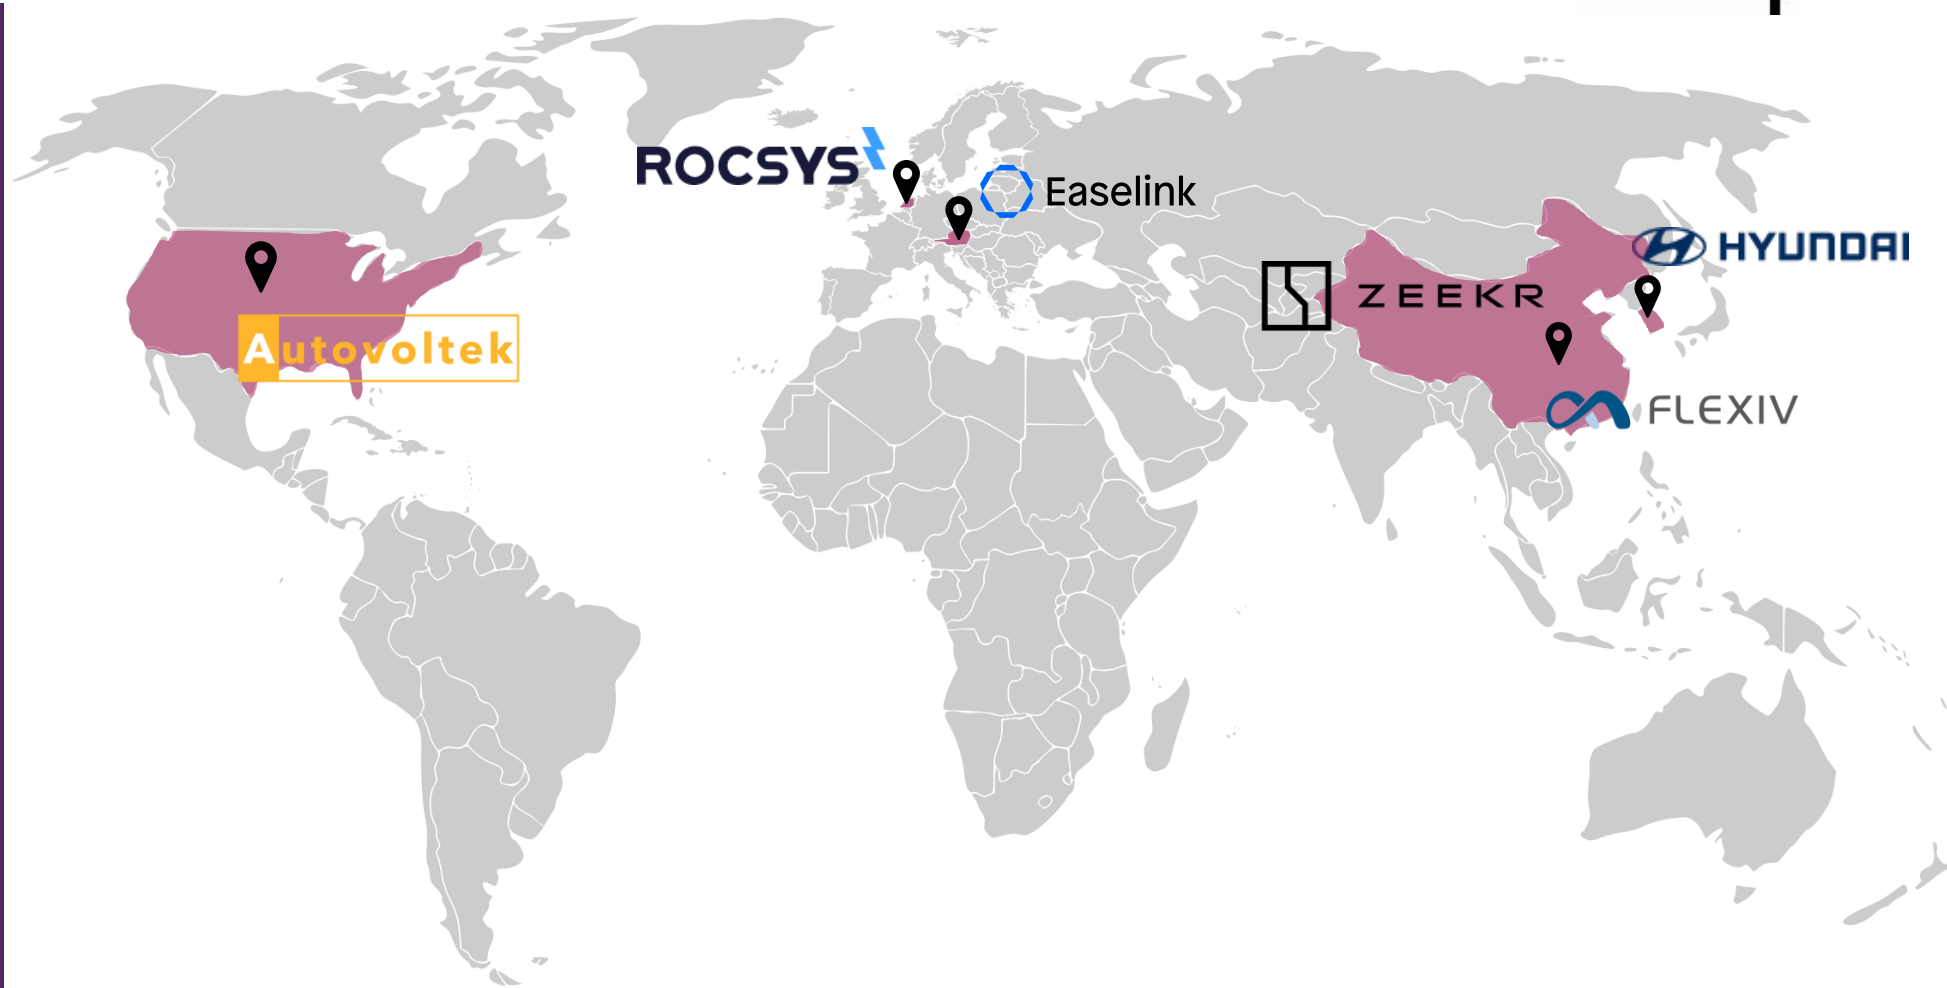 ROCSYS
Easelink
HYUNDAI
ZEEKR
Autovoltek
FLEXIV